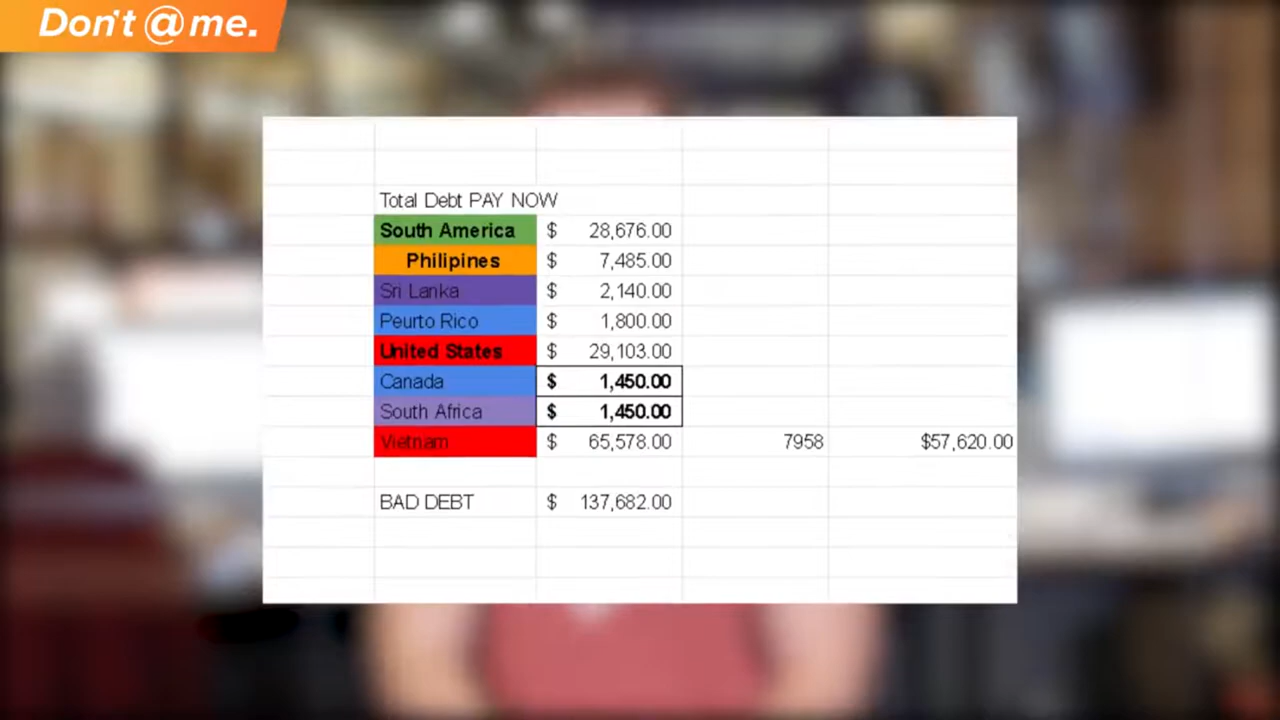 Don't @me.
Total Debt PAY NOW
South America $ 28,676.00
Philipines $ 7,485.00
Sri Lanka $ 2,140.00
Peurto Rico $ 1,800.00
United States $ 29,103.00
Canada $ 1,450.00
South Africa $ 1,450.00
Vietnam $ 65,578.00 7958 $57,620.00
BAD DEBT $ 137,682.00